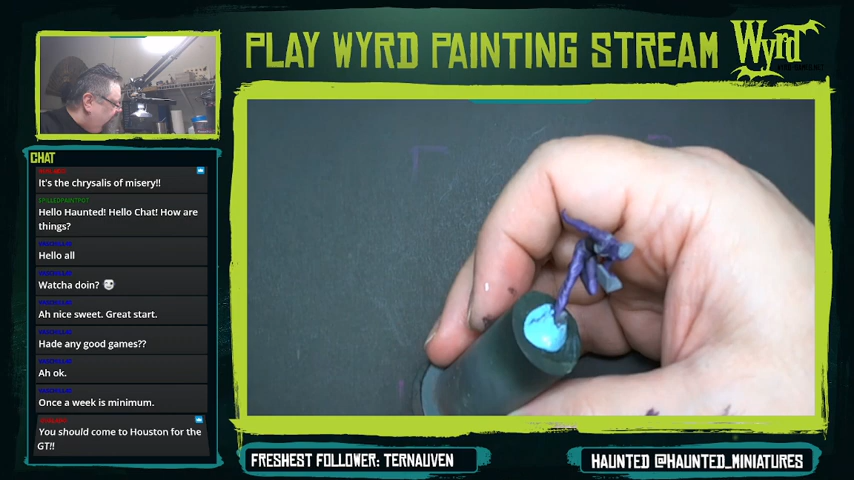 PLAY WYRD PAINTING STREAM
Wyrd
CHAT
It's the chrysalis of misery!!
SPILLEDPAINTPOT
Hello Haunted! Hello Chat! How are
things?
Hello all
Watcha doin?
Ah nice sweet. Great start.
Hade any good games??
Ah ok.
Once a week is minimum.
You should come to Houston for the
GT!!
FRESHEST FOLLOWER: TERNAUVEN
HAUNTED @HAUNTED_MINIATURES